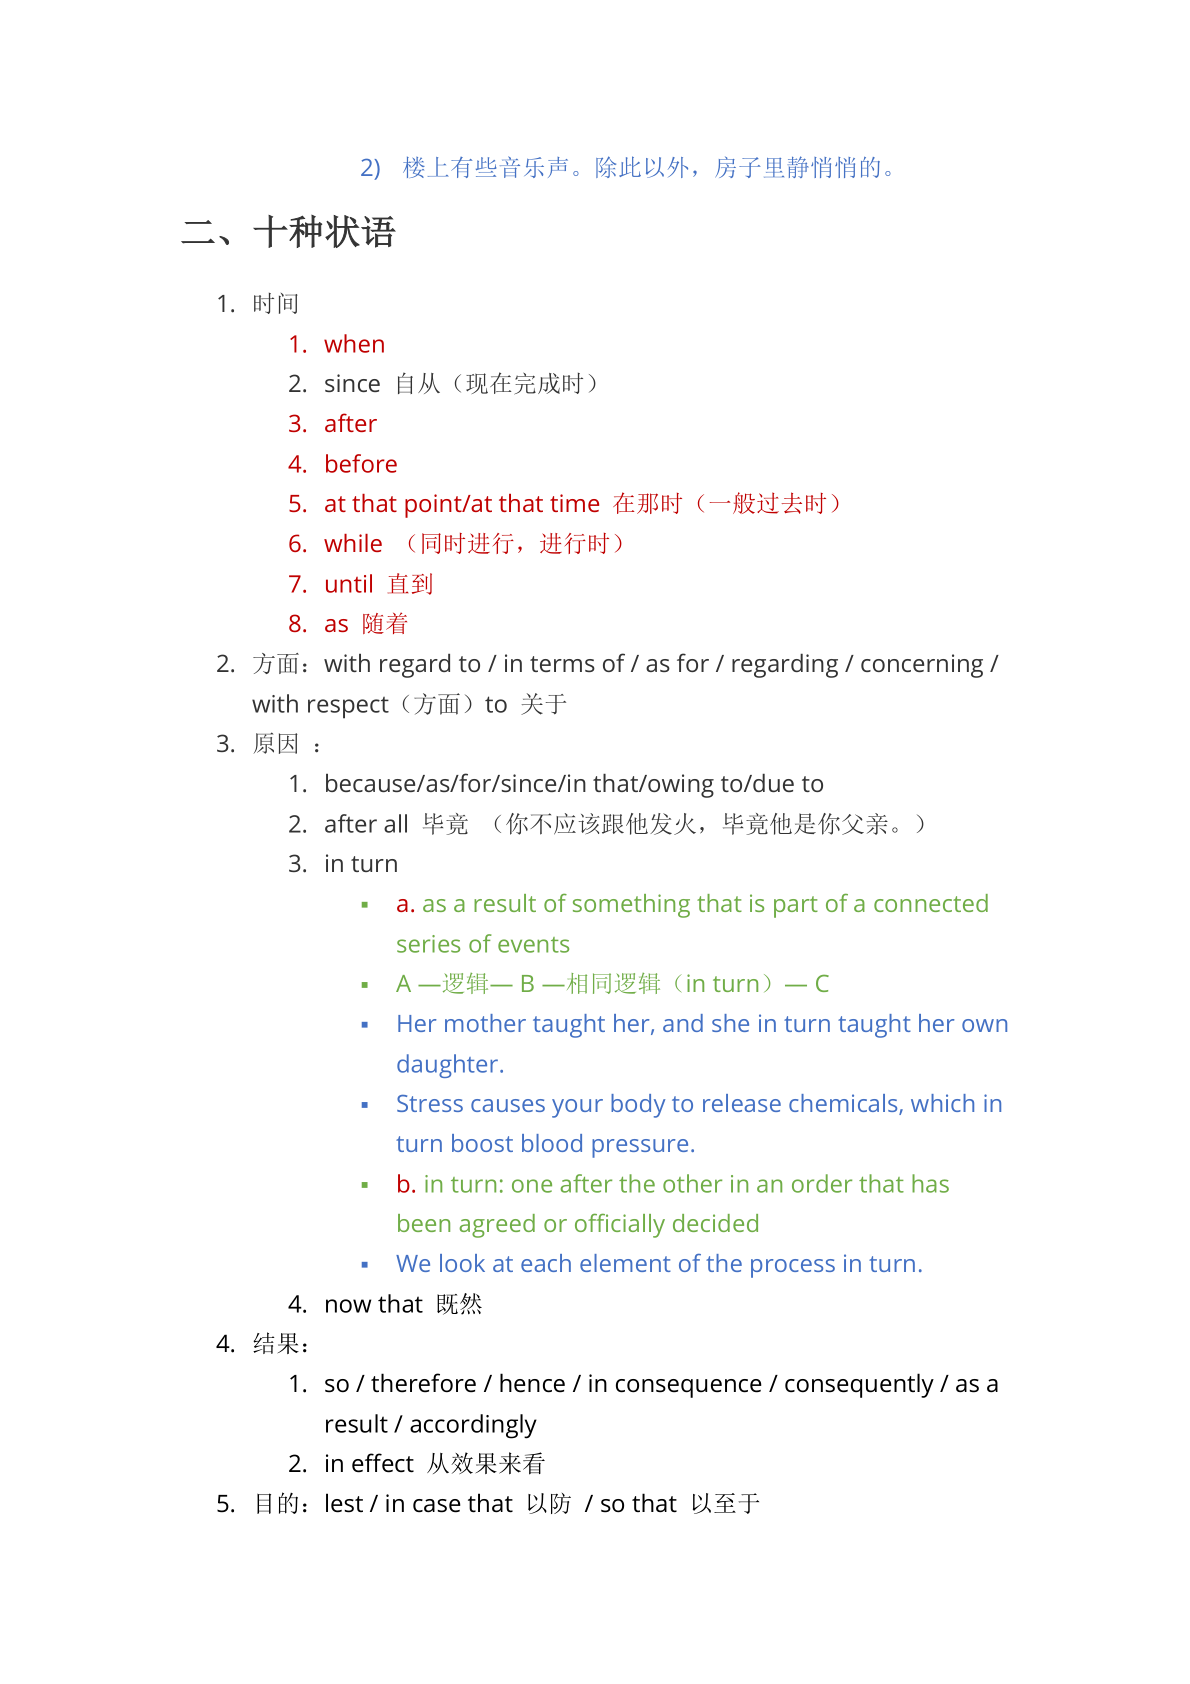 2) 楼上有些音乐声。除此以外，房子里静悄悄的。
二、十种状语
1. 时间
1. when
2. since 自从（现在完成时）
3. after
4. before
5. at that point/at that time 在那时（一般过去时）
6. while （同时进行，进行时）
7. until 直到
8. as 随着
2. 方面：with regard to / in terms of / as for / regarding / concerning /
with respect（方面）to 关于
3. 原因 ：
1. because/as/for/since/in that/owing to/due to
2. after all 毕竟 （你不应该跟他发火，毕竟他是你父亲。）
3. in turn
▪ a. as a result of something that is part of a connected
series of events
▪ A —逻辑— B —相同逻辑（in turn）— C
▪ Her mother taught her, and she in turn taught her own
daughter.
▪ Stress causes your body to release chemicals, which in
turn boost blood pressure.
▪ b. in turn: one after the other in an order that has
been agreed or officially decided
▪ We look at each element of the process in turn.
4. now that 既然
4. 结果：
1. so / therefore / hence / in consequence / consequently / as a
result / accordingly
2. in effect 从效果来看
5. 目的：lest / in case that 以防 / so that 以至于